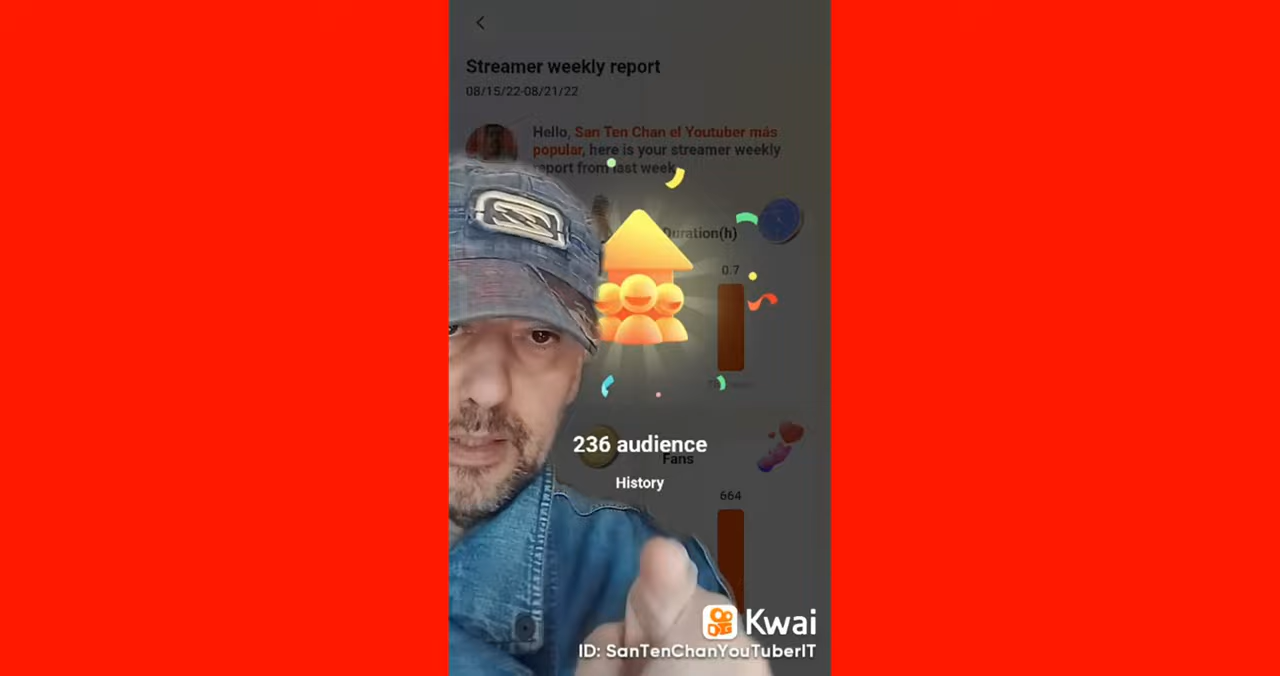 Streamer weekly report
08/15/22-08/21/22
Hello, San Ten Chan el Youtuber más
popular, here is your streamer weekly
report from last week
Duration(h)
0.7
236 audience
Fans
History
664
Kwai
ID: SanTenChanYouTuberIT